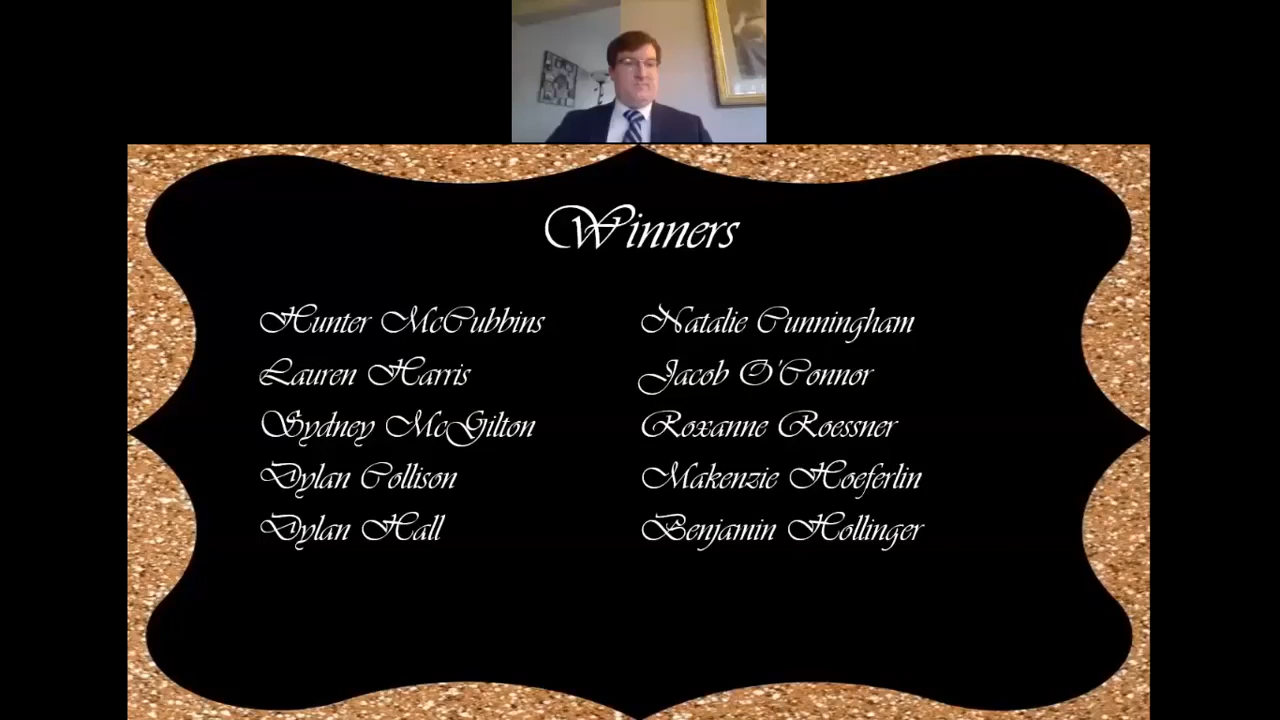 Winners
Hunter McCubbins
Lauren Harris
Sydney McGilton
Dylan Collison
Dylan Hall
Natalie Cunningham
Jacob O'Connor
Roxanne Roessner
Makenzie Hoeferlin
Benjamin Hollinger